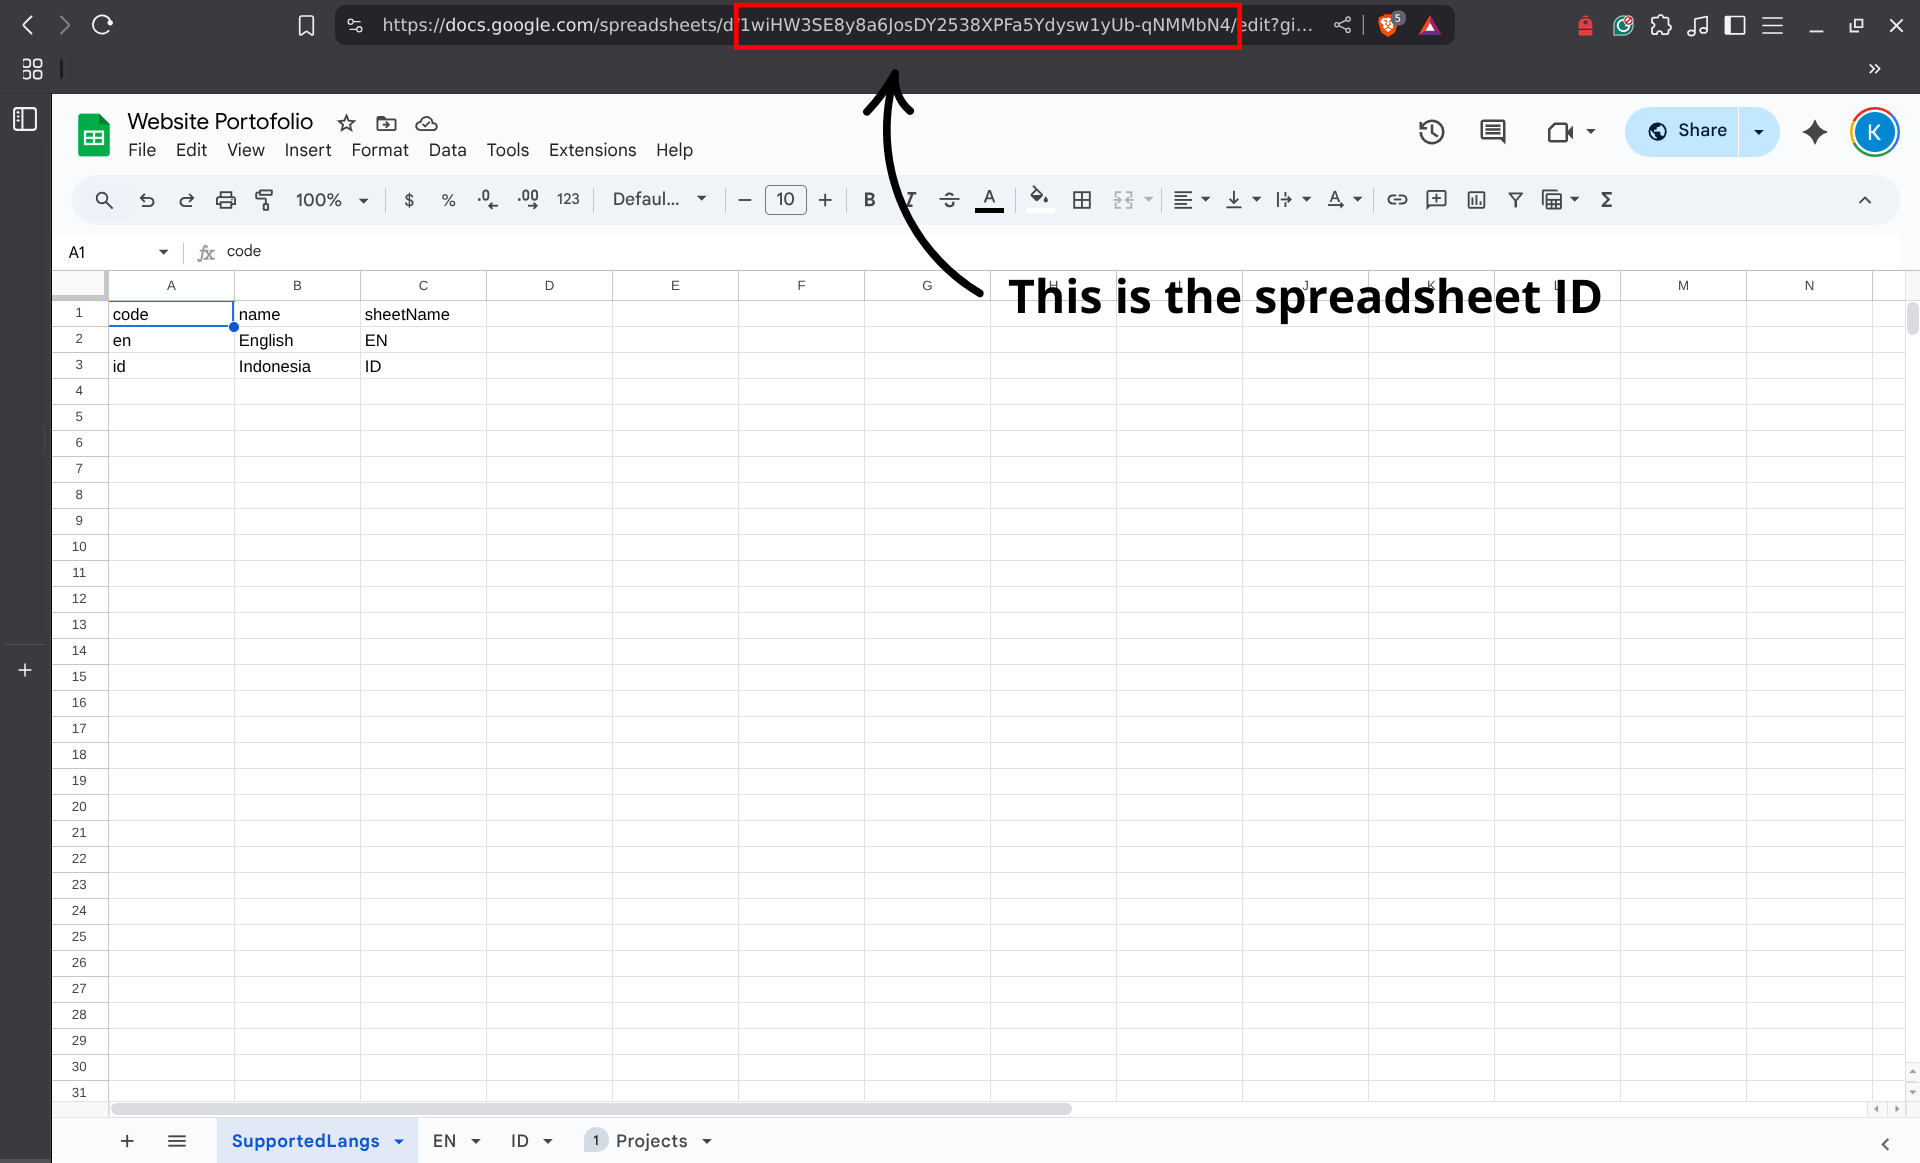 https://docs.google.com/spreadsheets/d/1wiHW3SE8y8a6JosDY2538XPFa5Ydysw1yUb-qNMMbN4/edit?gi...
5
Website Portofolio
File Edit View Insert Format Data Tools Extensions Help
Share
K
100% $ % .0 .00 123 Defaul... 10 B I A A Σ
A1 fx code
A B C D E F G H I J K L M N
This is the spreadsheet ID
1 code name sheetName
2 en English EN
3 id Indonesia ID
4
5
6
7
8
9
10
11
12
13
14
15
16
17
18
19
20
21
22
23
24
25
26
27
28
29
30
31
SupportedLangs EN ID 1 Projects